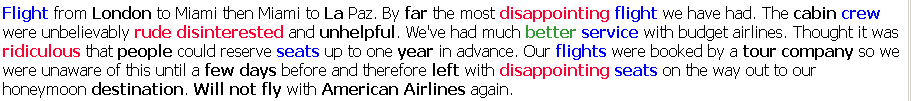 Flight from London to Miami then Miami to La Paz. By far the most disappointing flight we have had. The cabin crew
were unbelievably rude disinterested and unhelpful. We've had much better service with budget airlines. Thought it was
ridiculous that people could reserve seats up to one year in advance. Our flights were booked by a tour company so we
were unaware of this until a few days before and therefore left with disappointing seats on the way out to our
honeymoon destination. Will not fly with American Airlines again.